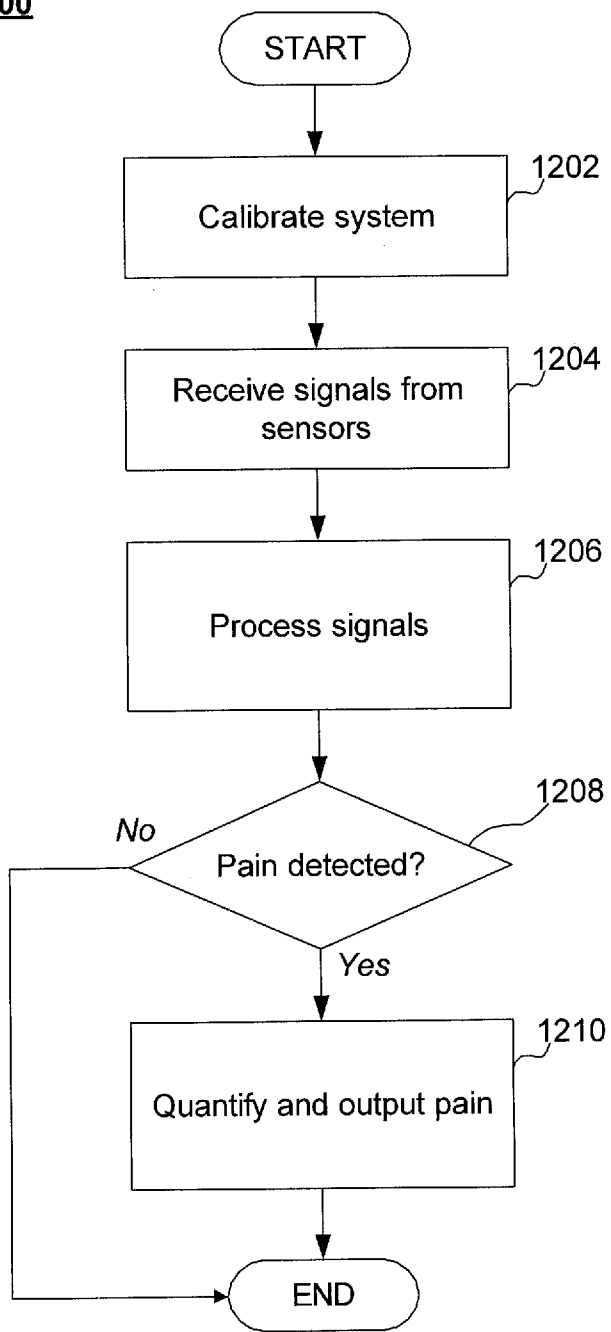 00
START
1202
Calibrate system
1204
Receive signals from
sensors
1206
Process signals
1208
No
Pain detected?
Yes
1210
Quantify and output pain
END